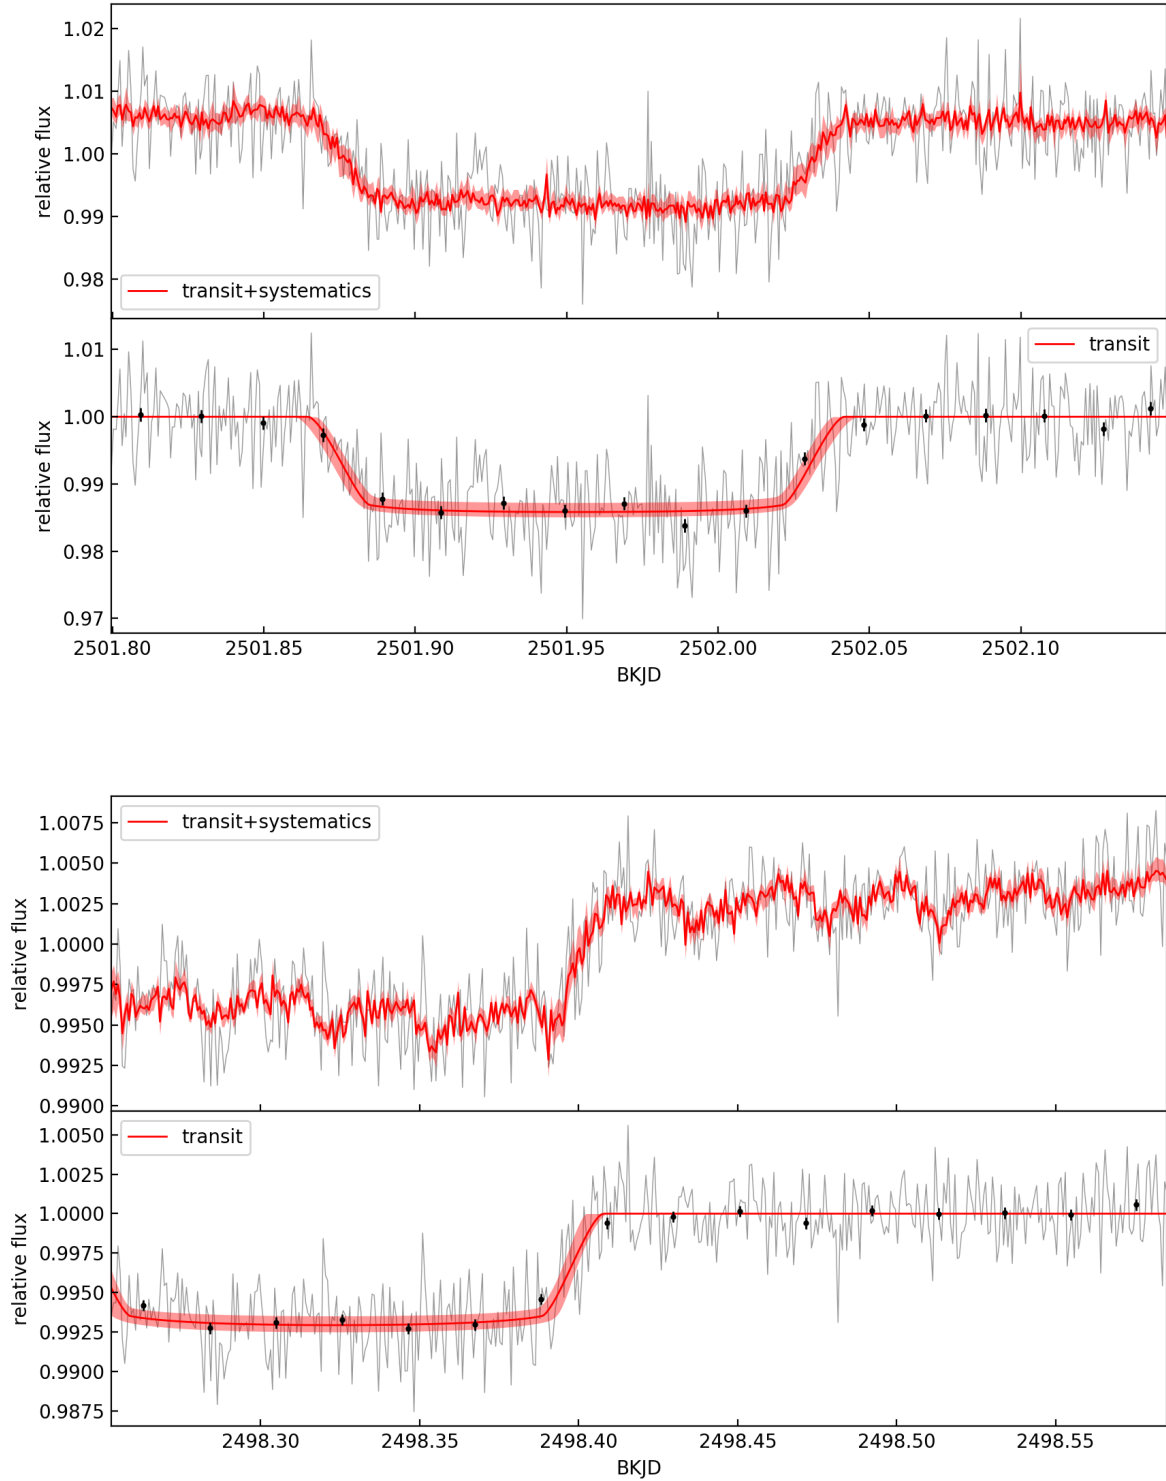 1.02
1.01
1.00
0.99
0.98
relative flux
transit+systematics
1.01
1.00
0.99
0.98
0.97
relative flux
transit
2501.80 2501.85 2501.90 2501.95 2502.00 2502.05 2502.10
BKJD
1.0075
1.0050
1.0025
1.0000
0.9975
0.9950
0.9925
0.9900
relative flux
transit+systematics
1.0050
1.0025
1.0000
0.9975
0.9950
0.9925
0.9900
0.9875
relative flux
transit
2498.30 2498.35 2498.40 2498.45 2498.50 2498.55
BKJD